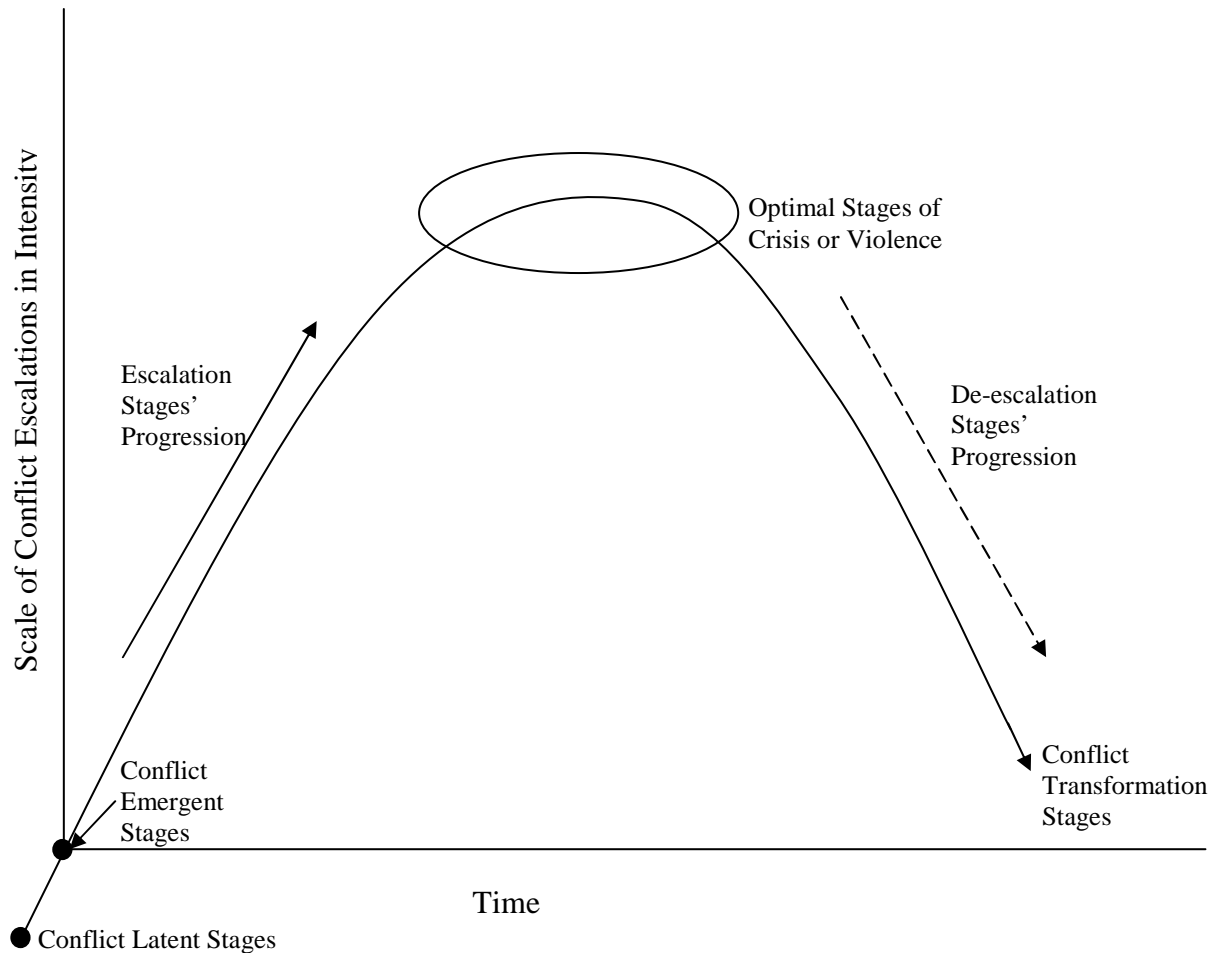 Scale of Conflict Escalations in Intensity
Optimal Stages of
Crisis or Violence
Escalation
Stages’
Progression
De-escalation
Stages’
Progression
Conflict
Emergent
Stages
Conflict
Transformation
Stages
Time
Conflict Latent Stages